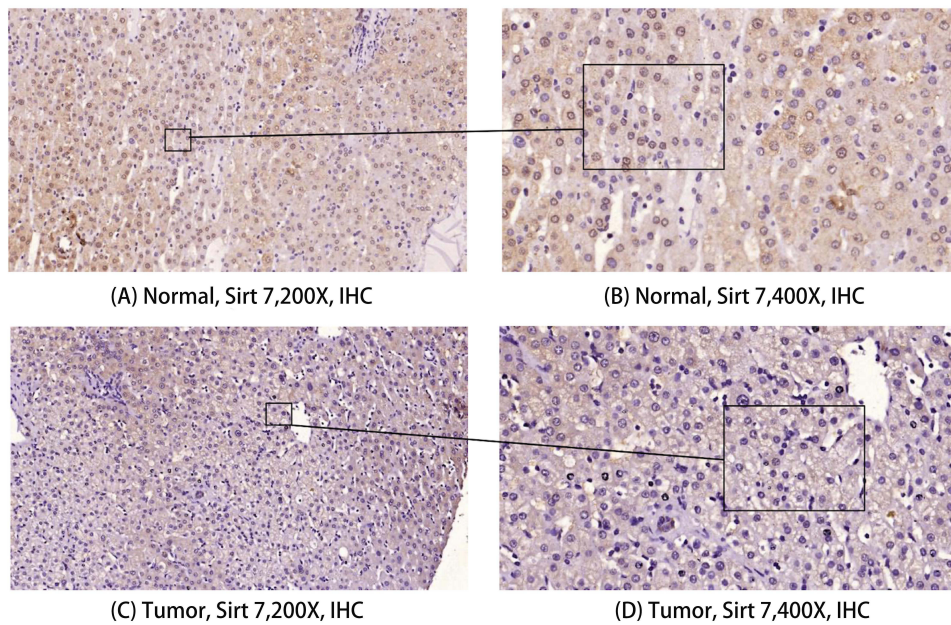 (A) Normal, Sirt 7,200X, IHC
(B) Normal, Sirt 7,400X, IHC
(C) Tumor, Sirt 7,200X, IHC
(D) Tumor, Sirt 7,400X, IHC